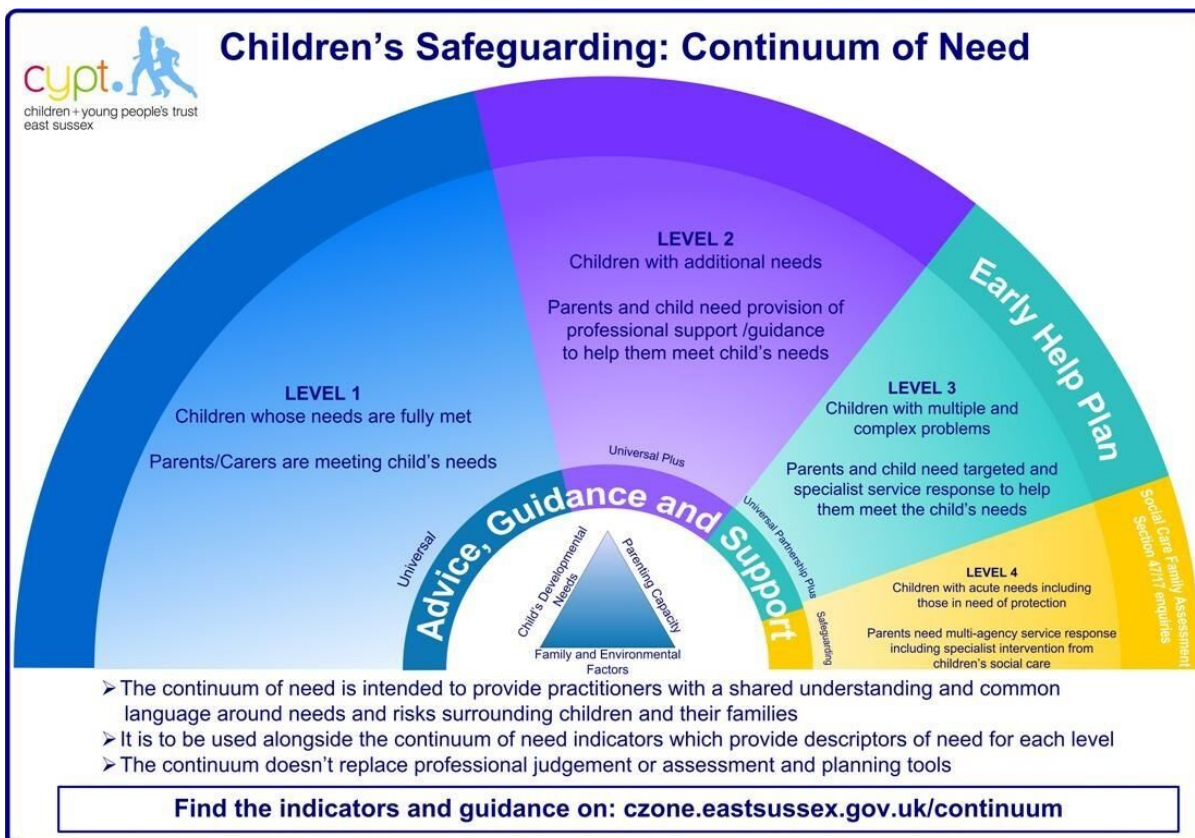 cypt.
children + young people's trust
east sussex
Children's Safeguarding: Continuum of Need
LEVEL 1
Children whose needs are fully met
Parents/Carers are meeting child's needs
LEVEL 2
Children with additional needs
Parents and child need provision of
professional support /guidance
to help them meet child's needs
Early Help Plan
LEVEL 3
Children with multiple and
complex problems
Parents and child need targeted and
specialist service response to help
them meet the child's needs
Social Care Family Assessment
Section 47/17 enquiries
LEVEL 4
Children with acute needs including
those in need of protection
Parents need multi-agency service response
including specialist intervention from
children's social care
Universal
Universal Plus
Universal Partnership Plus
Safeguarding
Advice, Guidance and Support
Child's Developmental
Needs
Parenting Capacity
Family and Environmental
Factors
➢ The continuum of need is intended to provide practitioners with a shared understanding and common
language around needs and risks surrounding children and their families
➢ It is to be used alongside the continuum of need indicators which provide descriptors of need for each level
➢ The continuum doesn't replace professional judgement or assessment and planning tools
Find the indicators and guidance on: czone.eastsussex.gov.uk/continuum